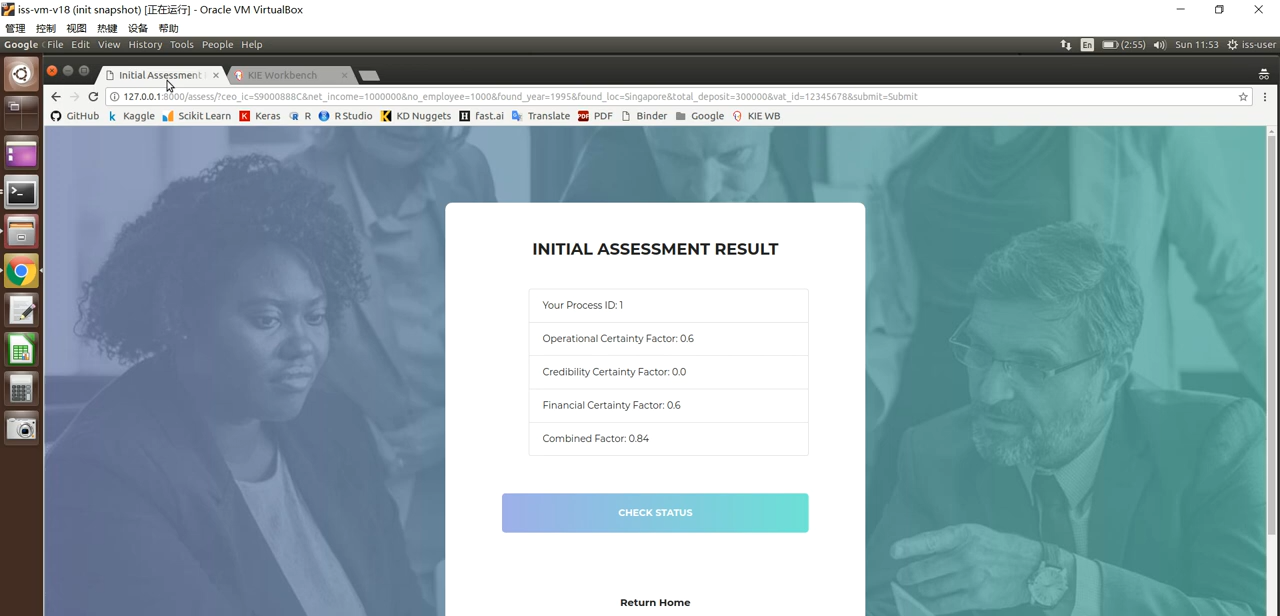 iss-vm-v18 (init snapshot) [正在运行] - Oracle VM VirtualBox
管理 控制 视图 热键 设备 帮助
Google File Edit View History Tools People Help En (2:55) Sun 11:53 iss-user
Initial Assessment KIE Workbench
127.0.0.1:8000/assess/?ceo_ic=S9000888C&net_income=1000000&no_employee=1000&found_year=1995&found_loc=Singapore&total_deposit=300000&vat_id=12345678&submit=Submit
GitHub Kaggle Scikit Learn Keras R R Studio KD Nuggets fast.ai Translate PDF Binder Google KIE WB
INITIAL ASSESSMENT RESULT
Your Process ID: 1
Operational Certainty Factor: 0.6
Credibility Certainty Factor: 0.0
Financial Certainty Factor: 0.6
Combined Factor: 0.84
CHECK STATUS
Return Home